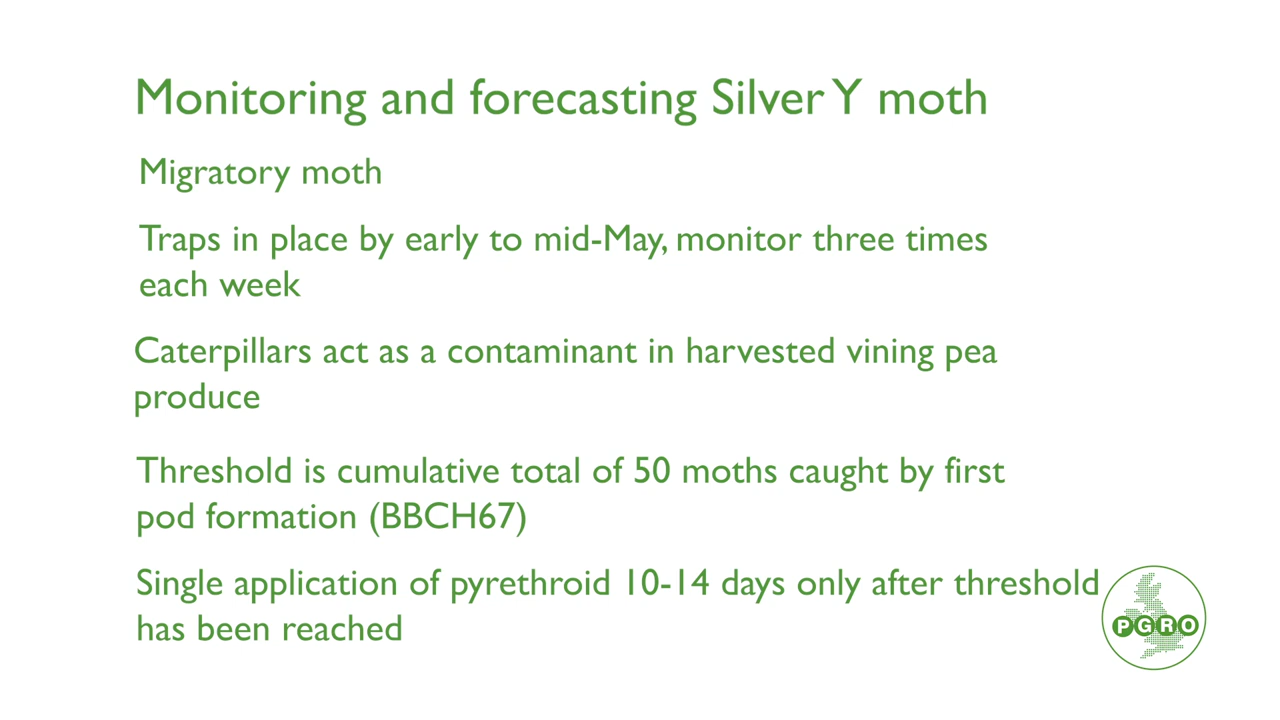 Monitoring and forecasting Silver Y moth
Migratory moth
Traps in place by early to mid-May, monitor three times
each week
Caterpillars act as a contaminant in harvested vining pea
produce
Threshold is cumulative total of 50 moths caught by first
pod formation (BBCH67)
Single application of pyrethroid 10-14 days only after threshold
has been reached
PGRO